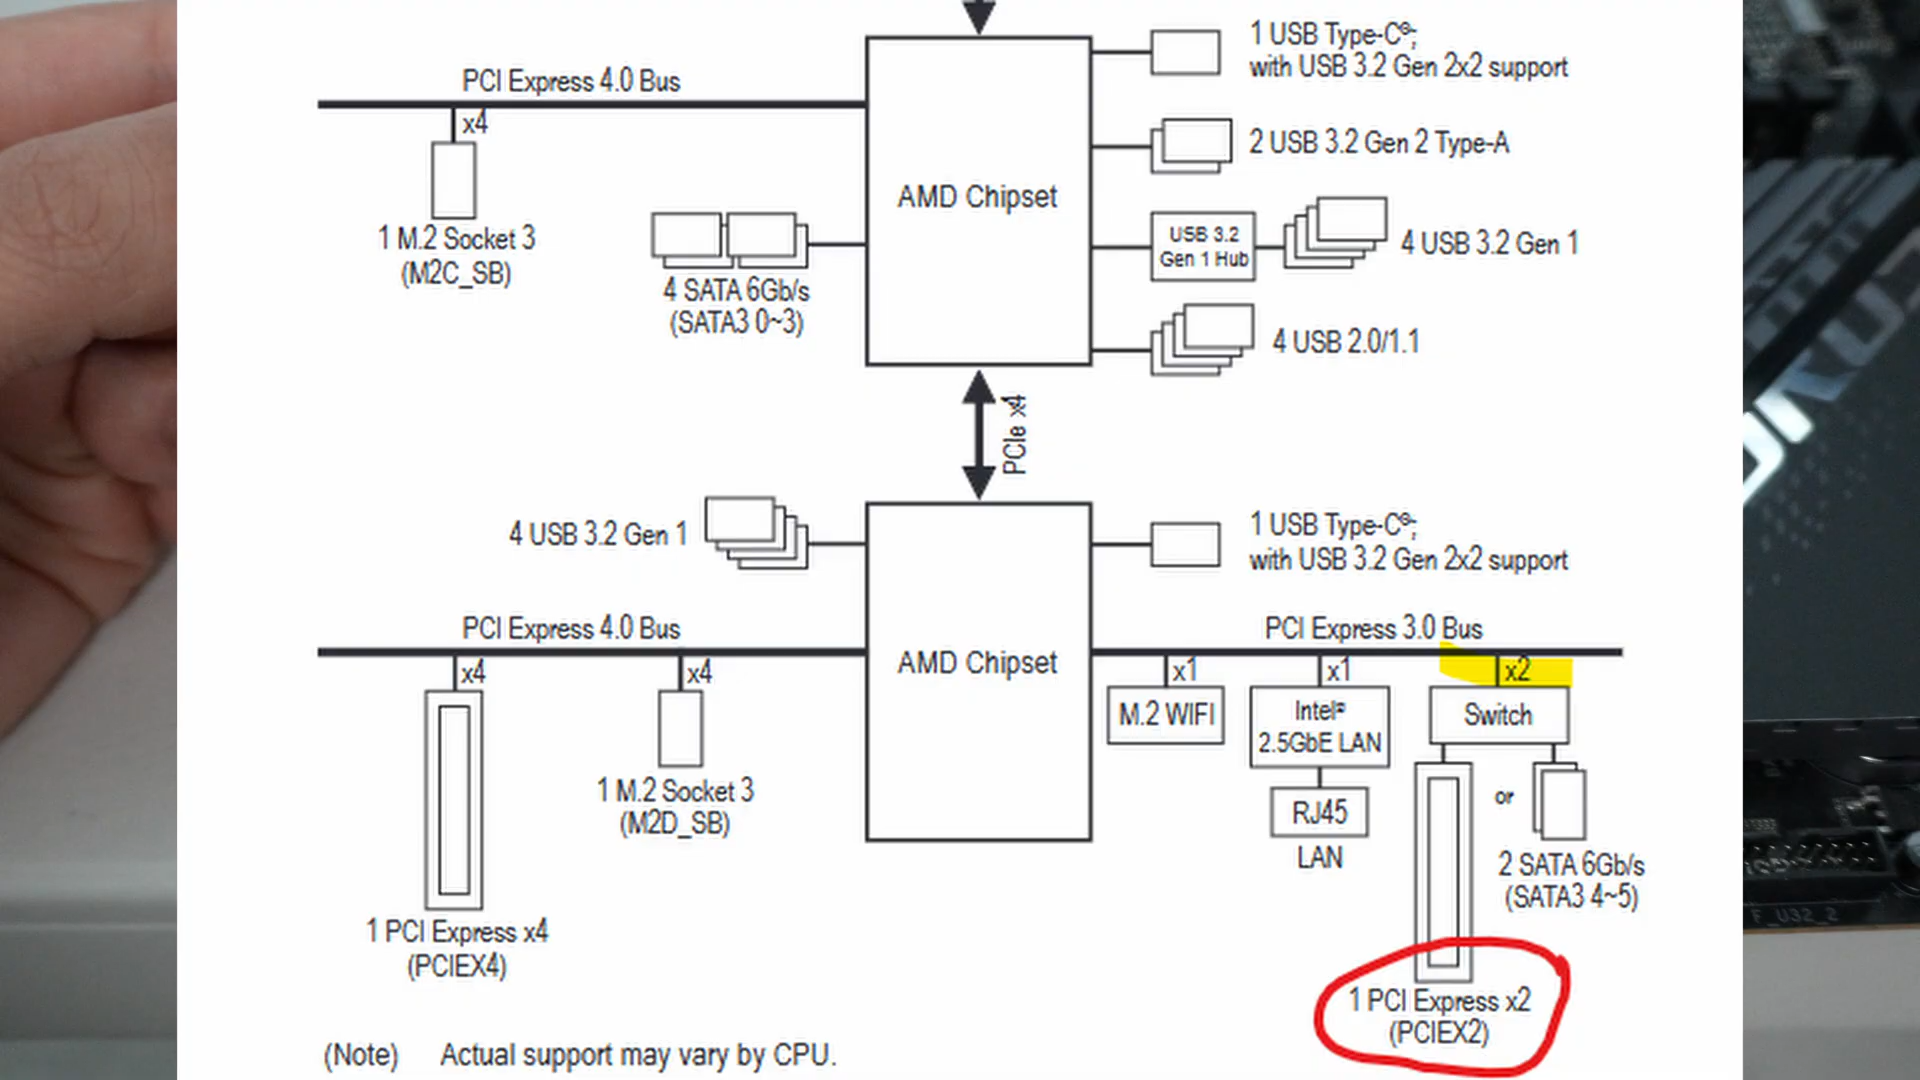 1 USB Type-C®;
with USB 3.2 Gen 2x2 support
PCI Express 4.0 Bus
x4
1 M.2 Socket 3
(M2C_SB)
4 SATA 6Gb/s
(SATA3 0~3)
AMD Chipset
2 USB 3.2 Gen 2 Type-A
USB 3.2
Gen 1 Hub
4 USB 3.2 Gen 1
4 USB 2.0/1.1
PCIe x4
4 USB 3.2 Gen 1
AMD Chipset
1 USB Type-C®;
with USB 3.2 Gen 2x2 support
PCI Express 4.0 Bus
x4
x4
1 PCI Express x4
(PCIEX4)
1 M.2 Socket 3
(M2D_SB)
PCI Express 3.0 Bus
x1
x1
x2
M.2 WIFI
Intel®
2.5GbE LAN
RJ45
LAN
Switch
or
2 SATA 6Gb/s
(SATA3 4~5)
1 PCI Express x2
(PCIEX2)
(Note) Actual support may vary by CPU.
F_U32_2